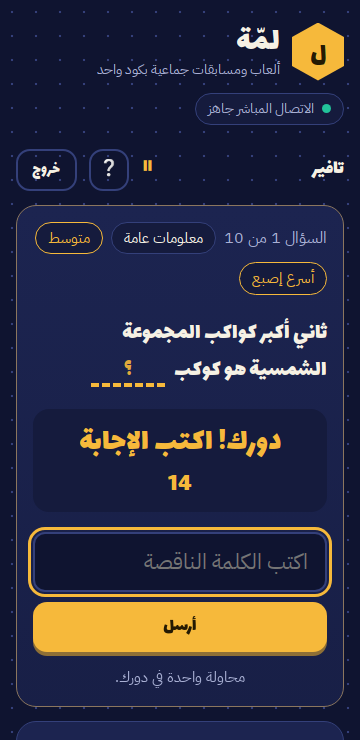 ل
لمّة
ألعاب ومسابقات جماعية بكود واحد
الاتصال المباشر جاهز
تافير
⏸
?
خروج
السؤال 1 من 10
معلومات عامة
متوسط
أسرع إصبع
ثاني أكبر كواكب المجموعة
الشمسية هو كوكب ؟
دورك! اكتب الإجابة
14
اكتب الكلمة الناقصة
أرسل
محاولة واحدة في دورك.